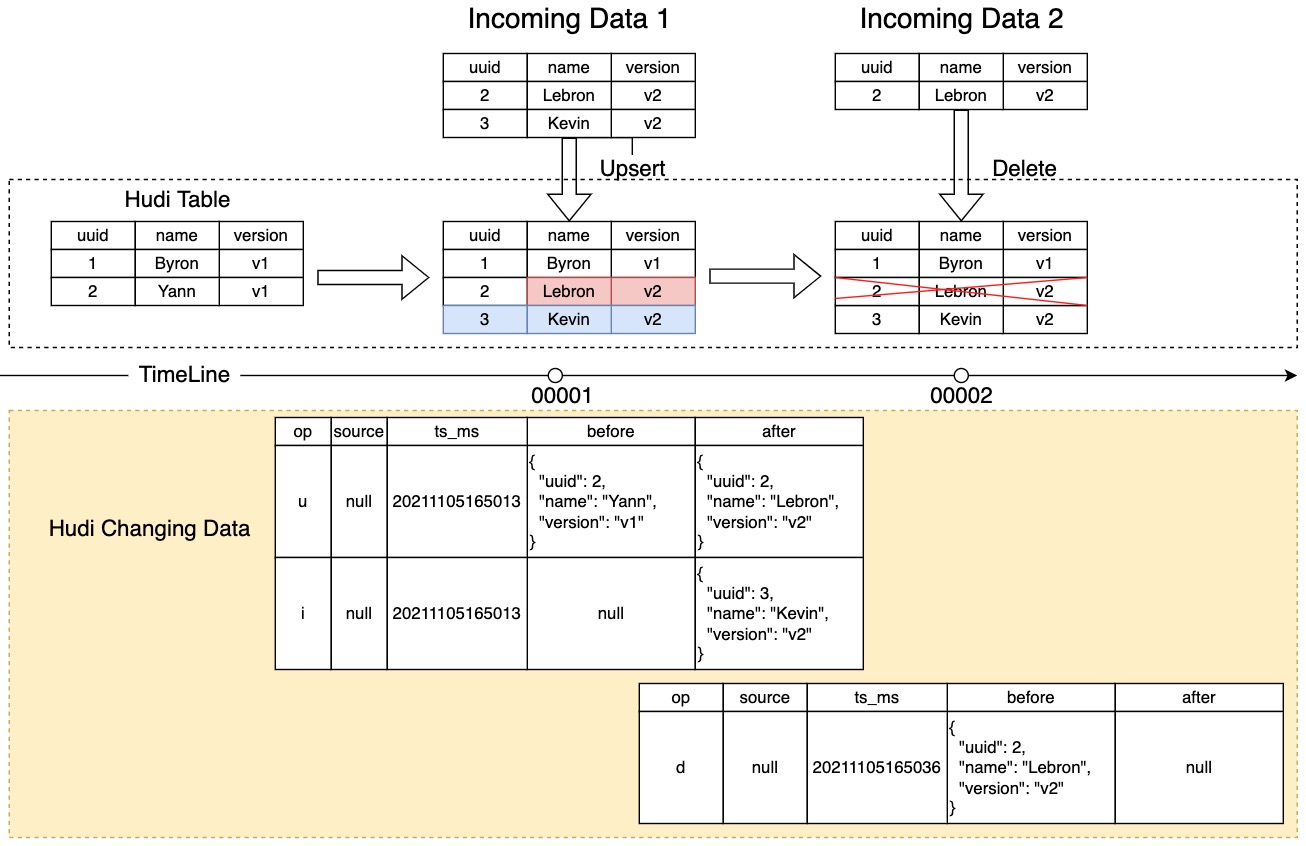 Incoming Data 1
Incoming Data 2
uuid name version
2 Lebron v2
3 Kevin v2
uuid name version
2 Lebron v2
Upsert
Delete
Hudi Table
uuid name version
1 Byron v1
2 Yann v1
uuid name version
1 Byron v1
2 Lebron v2
3 Kevin v2
uuid name version
1 Byron v1
2 Lebron v2
3 Kevin v2
TimeLine
00001
00002
Hudi Changing Data
op source ts_ms before after
u null 20211105165013
{
"uuid": 2,
"name": "Yann",
"version": "v1"
}
{
"uuid": 2,
"name": "Lebron",
"version": "v2"
}
i null 20211105165013 null
{
"uuid": 3,
"name": "Kevin",
"version": "v2"
}
op source ts_ms before after
d null 20211105165036
{
"uuid": 2,
"name": "Lebron",
"version": "v2"
}
null